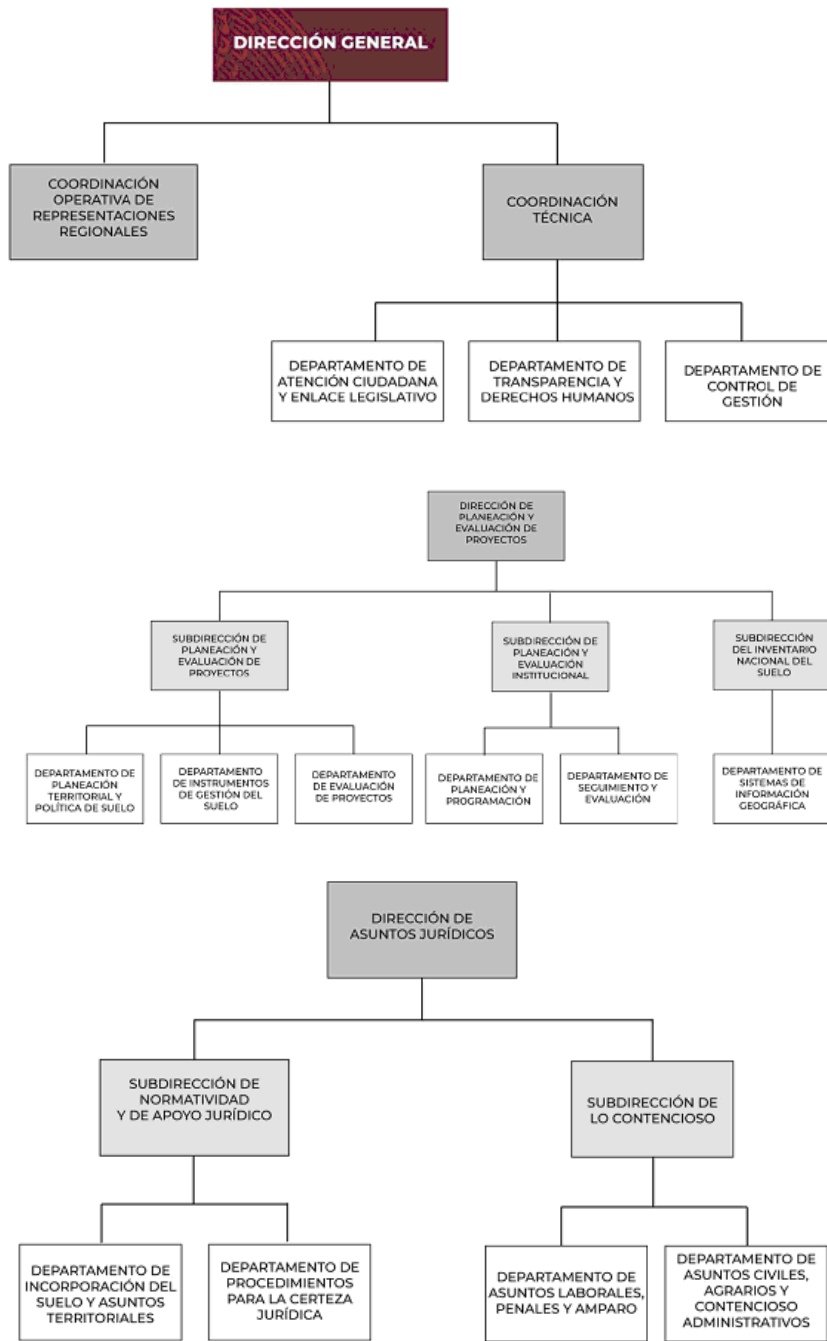 DIRECCIÓN GENERAL
COORDINACIÓN
OPERATIVA DE
REPRESENTACIONES
REGIONALES
COORDINACIÓN
TÉCNICA
DEPARTAMENTO DE
ATENCIÓN CIUDADANA
Y ENLACE LEGISLATIVO
DEPARTAMENTO DE
TRANSPARENCIA Y
DERECHOS HUMANOS
DEPARTAMENTO DE
CONTROL DE
GESTIÓN
DIRECCIÓN DE
PLANEACIÓN Y
EVALUACIÓN DE
PROYECTOS
SUBDIRECCIÓN DE
PLANEACIÓN Y
EVALUACIÓN DE
PROYECTOS
SUBDIRECCIÓN DE
PLANEACIÓN Y
EVALUACIÓN
INSTITUCIONAL
SUBDIRECCIÓN
DEL INVENTARIO
NACIONAL DEL
SUELO
DEPARTAMENTO DE
PLANEACIÓN
TERRITORIAL Y
POLÍTICA DE SUELO
DEPARTAMENTO
DE INSTRUMENTOS
DE GESTIÓN DEL
SUELO
DEPARTAMENTO
DE EVALUACIÓN
DE PROYECTOS
DEPARTAMENTO DE
PLANEACIÓN Y
PROGRAMACIÓN
DEPARTAMENTO DE
SEGUIMIENTO Y
EVALUACIÓN
DEPARTAMENTO DE
SISTEMAS DE
INFORMACIÓN
GEOGRÁFICA
DIRECCIÓN DE
ASUNTOS JURÍDICOS
SUBDIRECCIÓN DE
NORMATIVIDAD
Y DE APOYO JURÍDICO
SUBDIRECCIÓN DE
LO CONTENCIOSO
DEPARTAMENTO DE
INCORPORACIÓN DEL
SUELO Y ASUNTOS
TERRITORIALES
DEPARTAMENTO DE
PROCEDIMIENTOS
PARA LA CERTEZA
JURÍDICA
DEPARTAMENTO DE
ASUNTOS LABORALES,
PENALES Y AMPARO
DEPARTAMENTO DE
ASUNTOS CIVILES,
AGRARIOS Y
CONTENCIOSO
ADMINISTRATIVOS